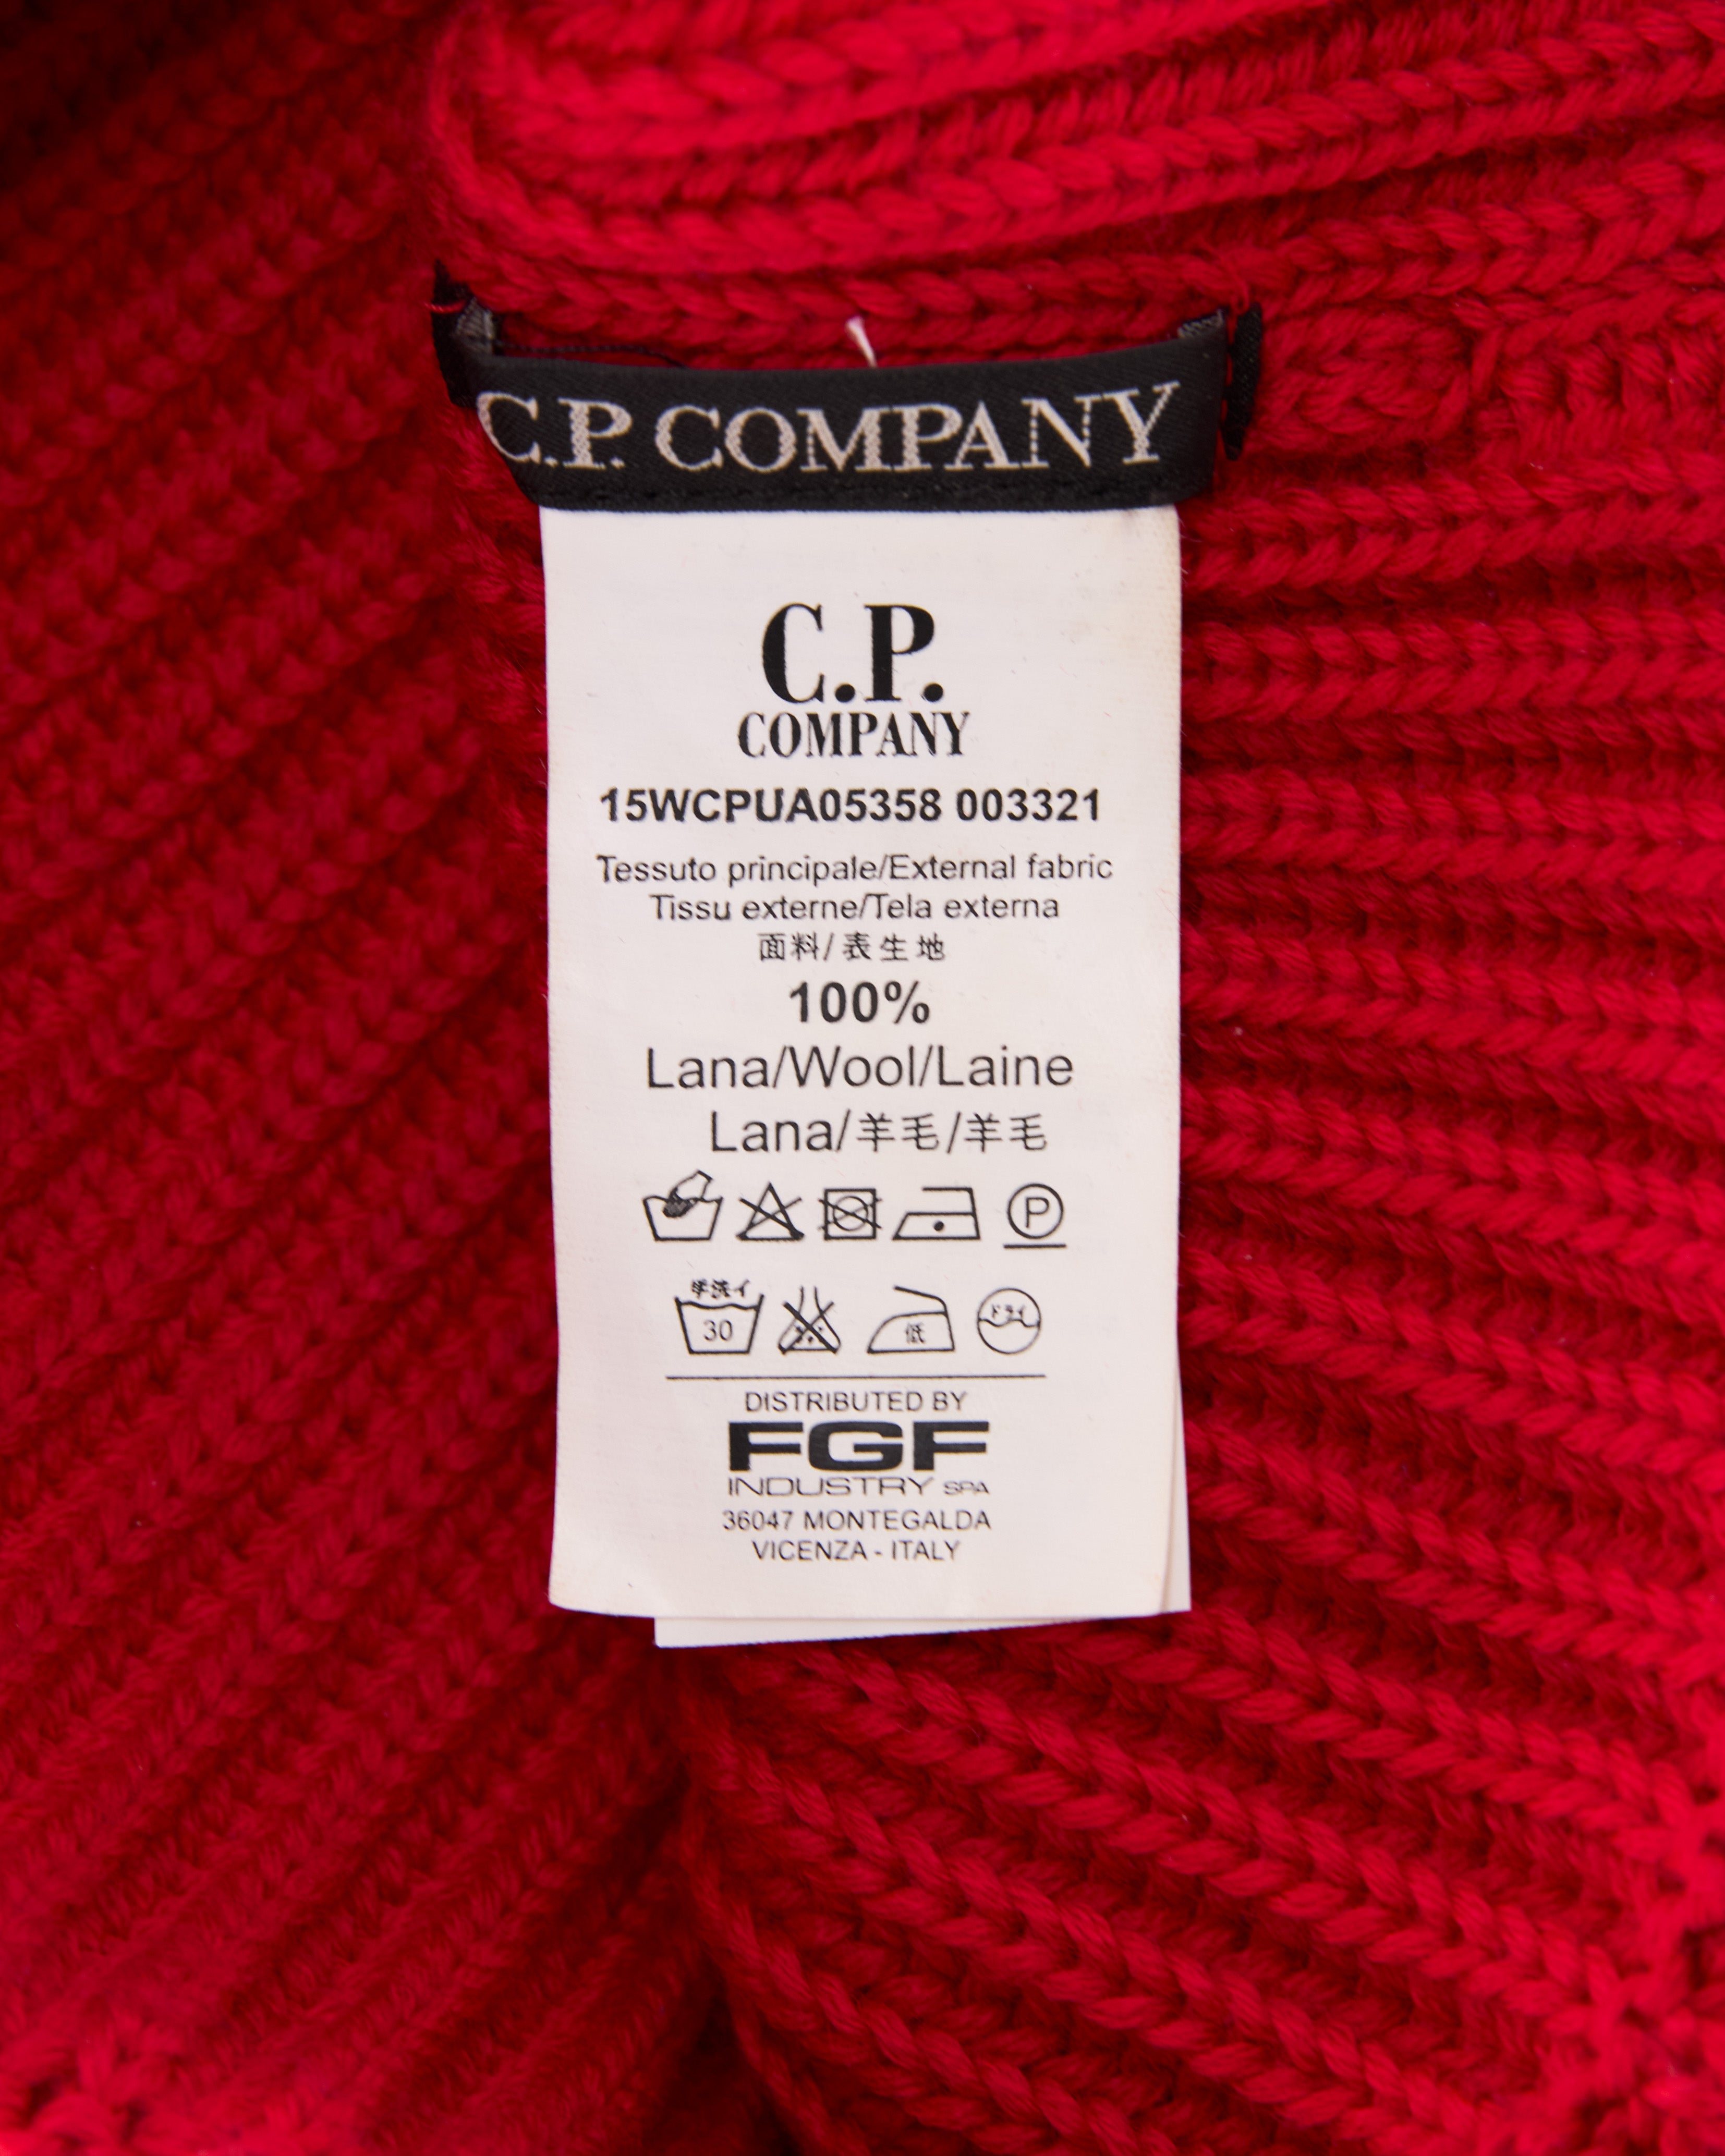 C.P. COMPANY
C.P.
COMPANY
15WCPUA05358 003321
Tessuto principale/External fabric
Tissu externe/Tela externa
面料/表生地
100%
Lana/Wool/Laine
Lana/羊毛/羊毛
P
手洗イ
30
低
ドライ
DISTRIBUTED BY
FGF
INDUSTRY SPA
36047 MONTEGALDA
VICENZA - ITALY